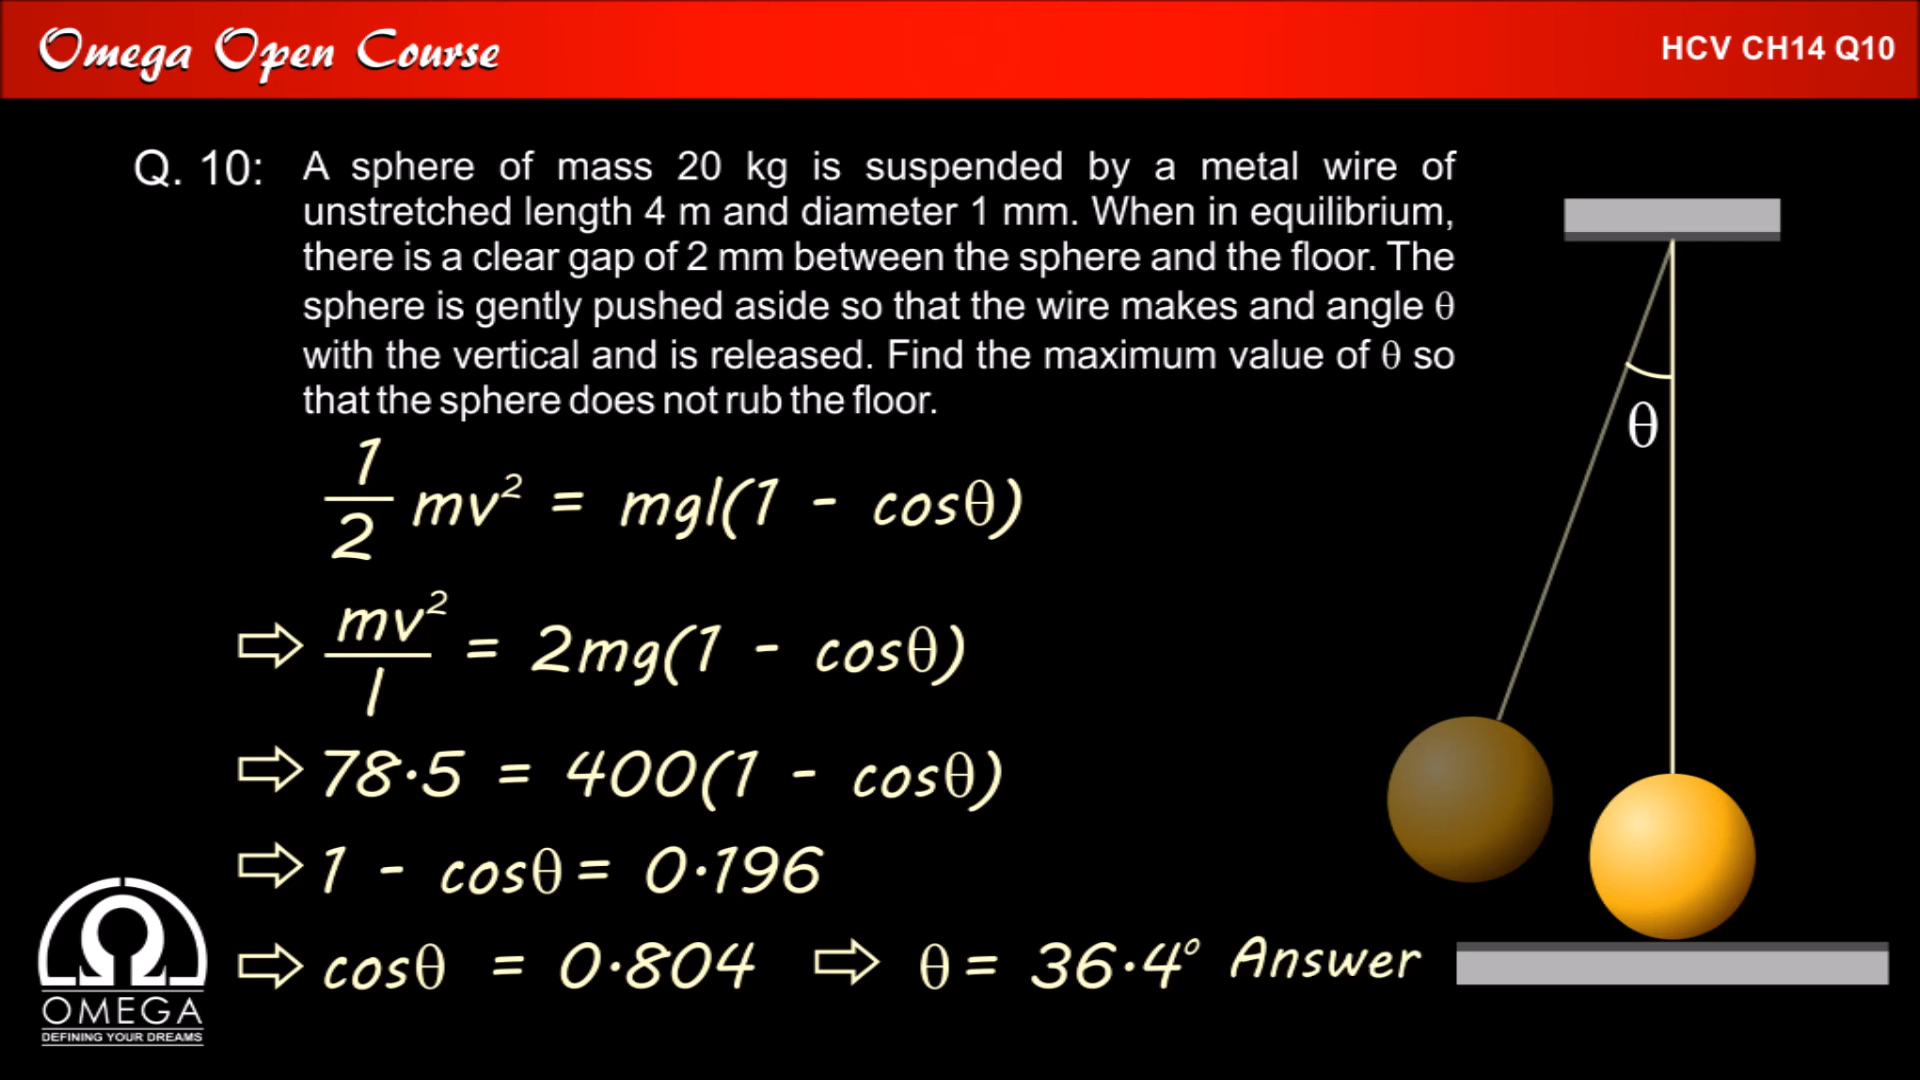 Omega Open Course
HCV CH14 Q10
Q. 10: A sphere of mass 20 kg is suspended by a metal wire of
unstretched length 4 m and diameter 1 mm. When in equilibrium,
there is a clear gap of 2 mm between the sphere and the floor. The
sphere is gently pushed aside so that the wire makes and angle θ
with the vertical and is released. Find the maximum value of θ so
that the sphere does not rub the floor.
θ
1/2 mv² = mgl(1 - cosθ)
⇨ mv²/l = 2mg(1 - cosθ)
⇨ 78·5 = 400(1 - cosθ)
⇨ 1 - cosθ = 0·196
⇨ cosθ = 0·804 ⇨ θ = 36·4° Answer
OMEGA
DEFINING YOUR DREAMS